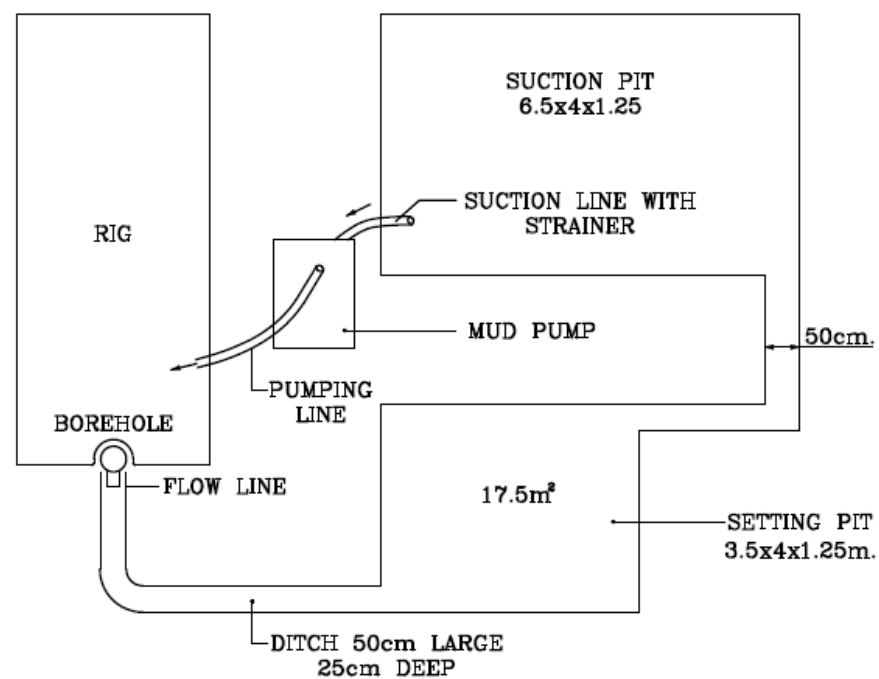 SUCTION PIT
6.5x4x1.25
SUCTION LINE WITH
STRAINER
RIG
MUD PUMP
50cm.
PUMPING
LINE
BOREHOLE
FLOW LINE
17.5m²
SETTING PIT
3.5x4x1.25m.
DITCH 50cm LARGE
25cm DEEP